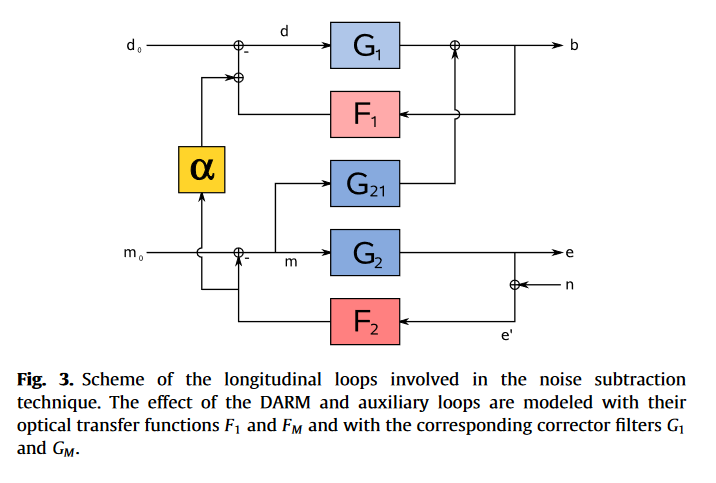 d
d₀
G₁
b
-
F₁
α
G₂₁
m₀
G₂
e
-
m
n
F₂
e'
Fig. 3. Scheme of the longitudinal loops involved in the noise subtraction
technique. The effect of the DARM and auxiliary loops are modeled with their
optical transfer functions F₁ and F_M and with the corresponding corrector filters G₁
and G_M.